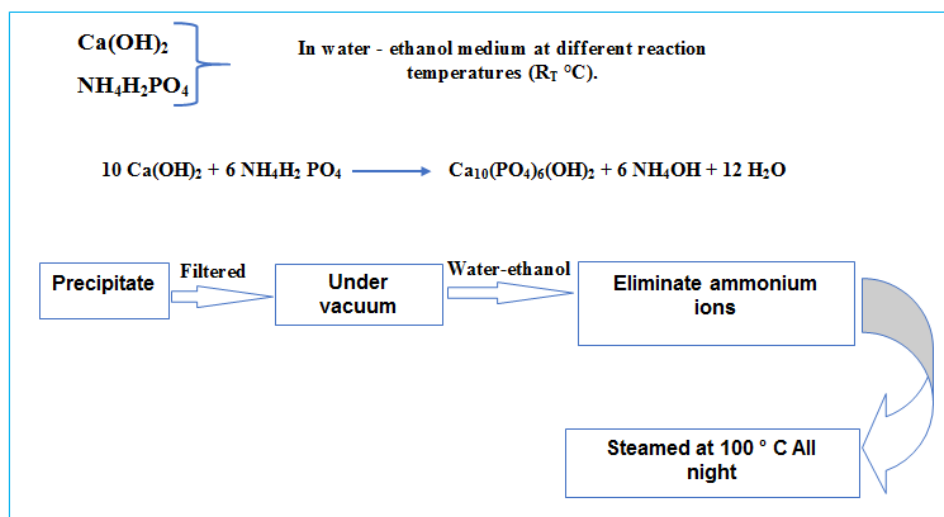 Ca(OH)₂
NH₄H₂PO₄
In water - ethanol medium at different reaction
temperatures (R_T °C).
10 Ca(OH)₂ + 6 NH₄H₂ PO₄ ⟶ Ca₁₀(PO₄)₆(OH)₂ + 6 NH₄OH + 12 H₂O
Precipitate
Filtered
Under
vacuum
Water-ethanol
Eliminate ammonium
ions
Steamed at 100 ° C All
night